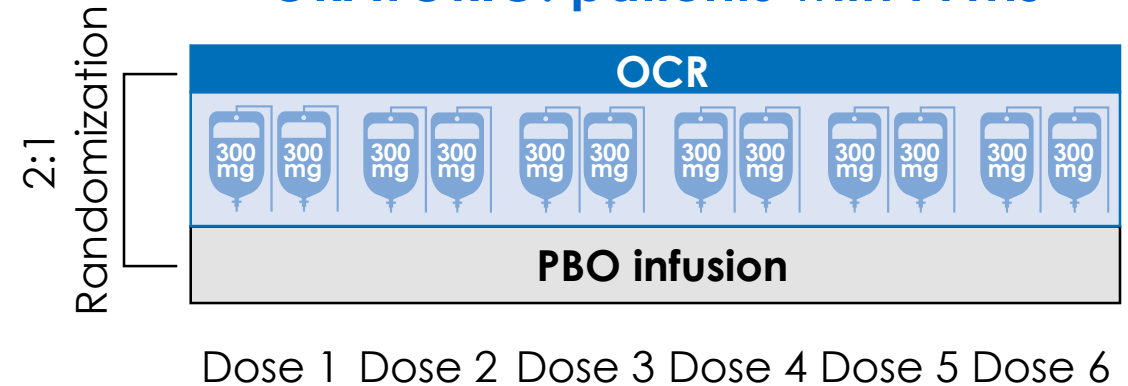 patients with
2:1
Randomization
OCR
300 300 300 300 300 300 300 300 300 300 300 300
mg mg mg mg mg mg mg mg mg mg mg mg
PBO infusion
Dose 1 Dose 2 Dose 3 Dose 4 Dose 5 Dose 6